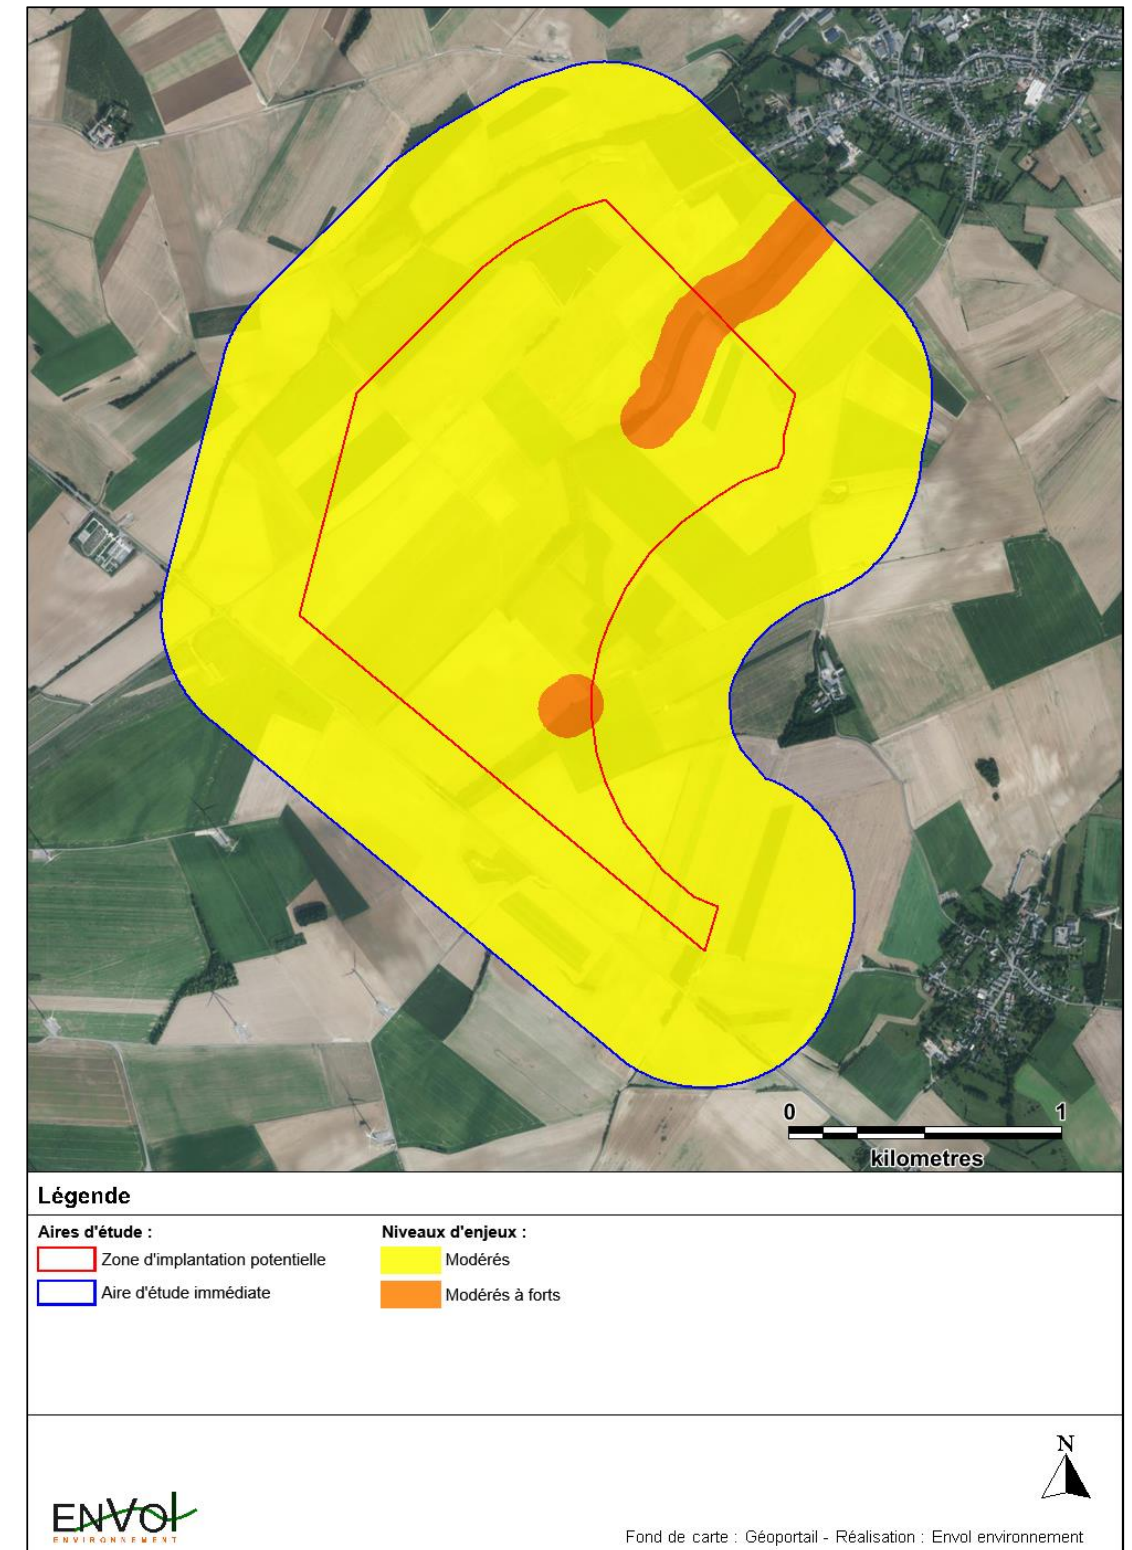 0 1
kilometres
Légende
Aires d'étude :
Zone d'implantation potentielle
Aire d'étude immédiate
Niveaux d'enjeux :
Modérés
Modérés à forts
N
ENVOL
ENVIRONNEMENT
Fond de carte : Géoportail - Réalisation : Envol environnement